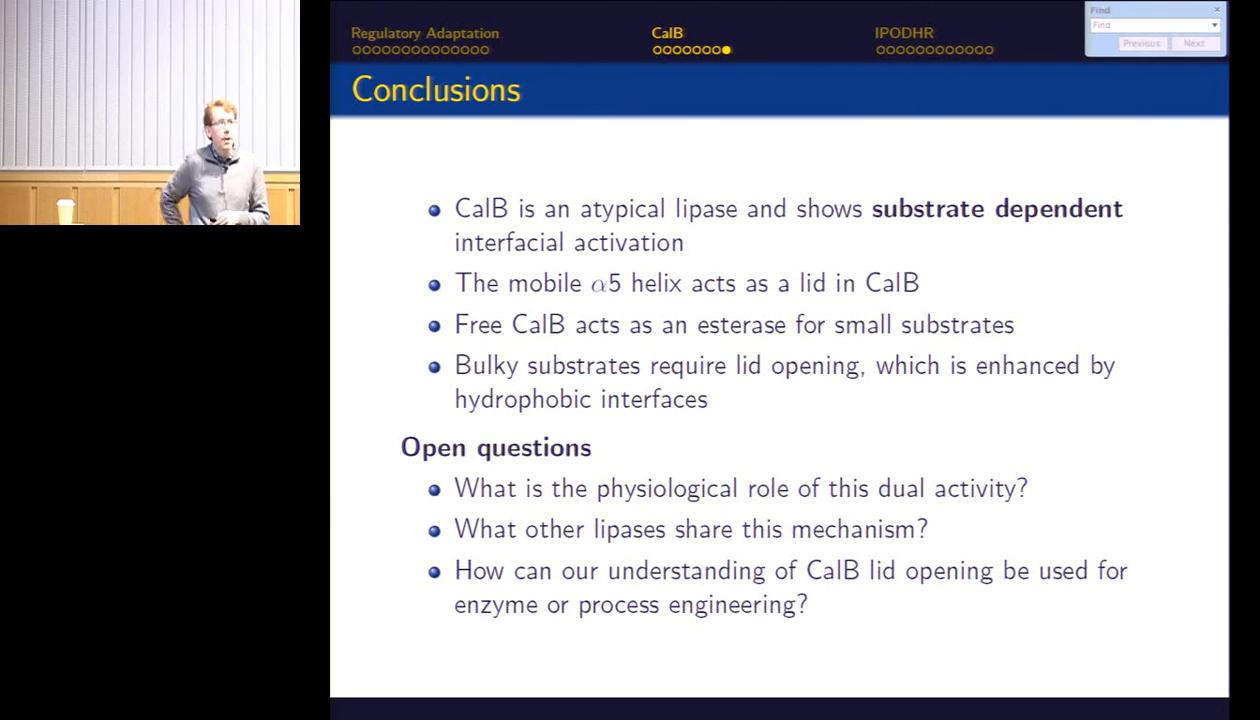 Regulatory Adaptation
CalB
IPODHR
Find
Find
Previous
Next
Conclusions
CalB is an atypical lipase and shows substrate dependent
interfacial activation
The mobile α5 helix acts as a lid in CalB
Free CalB acts as an esterase for small substrates
Bulky substrates require lid opening, which is enhanced by
hydrophobic interfaces
Open questions
What is the physiological role of this dual activity?
What other lipases share this mechanism?
How can our understanding of CalB lid opening be used for
enzyme or process engineering?